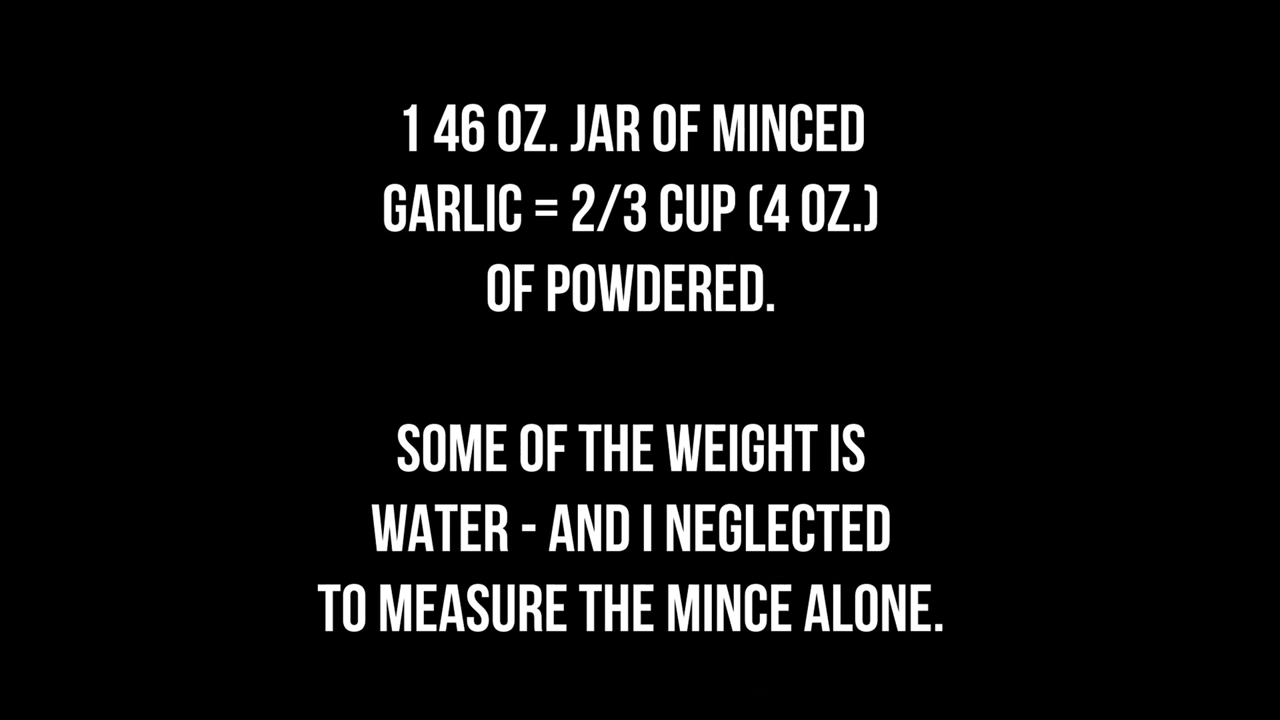 1 46 OZ. JAR OF MINCED
GARLIC = 2/3 CUP (4 OZ.)
OF POWDERED.
SOME OF THE WEIGHT IS
WATER - AND I NEGLECTED
TO MEASURE THE MINCE ALONE.